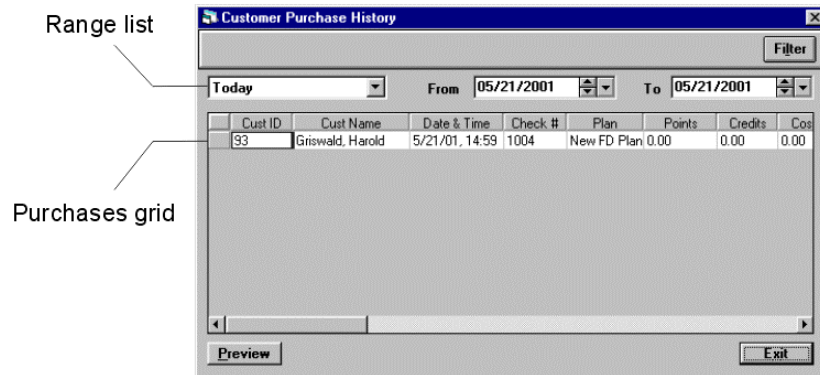 Customer Purchase History
Range list
Filter
Today From 05/21/2001 To 05/21/2001
Cust ID Cust Name Date & Time Check # Plan Points Credits Cos
93 Griswald, Harold 5/21/01, 14:59 1004 New FD Plan 0.00 0.00 0.00
Purchases grid
Preview Exit